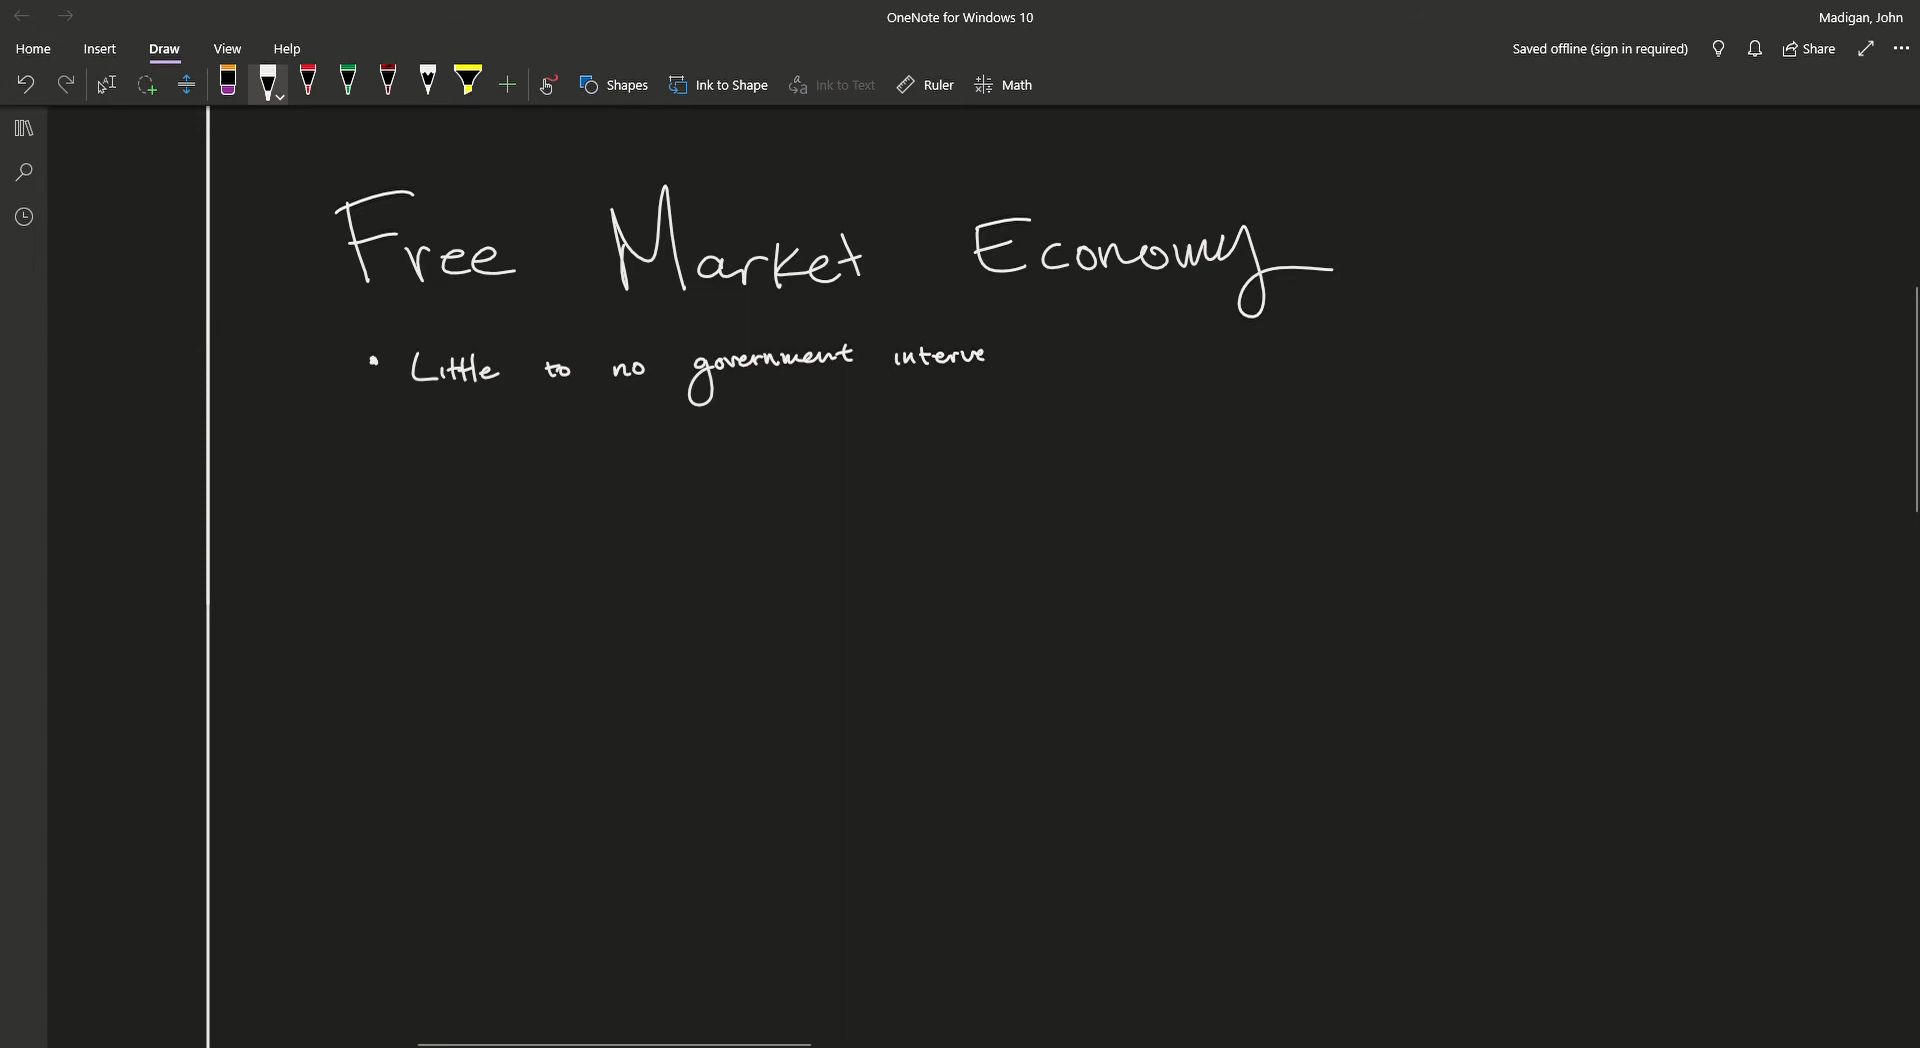 OneNote for Windows 10
Madigan, John
Home Insert Draw View Help
Saved offline (sign in required) Share
Shapes Ink to Shape Ink to Text Ruler Math
Free Market Economy
• Little to no government interve